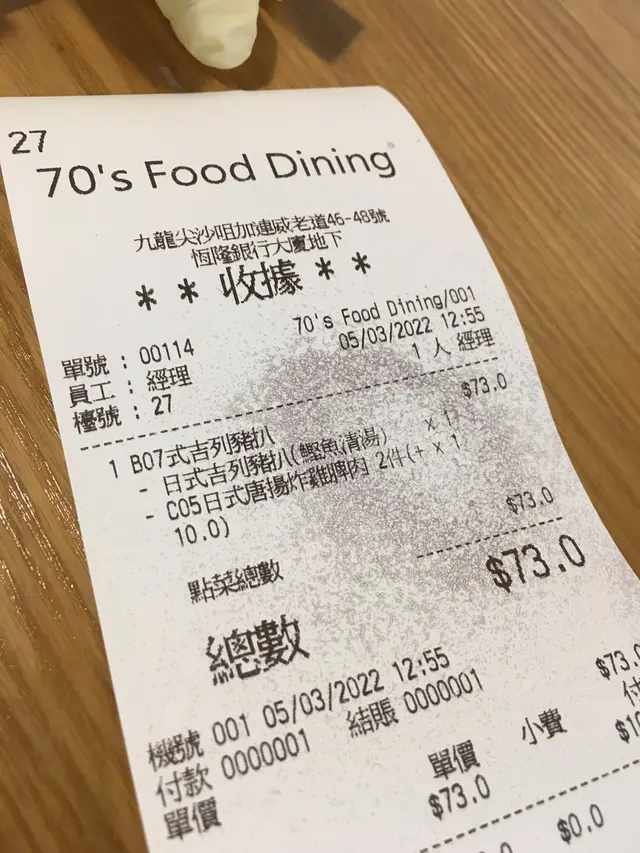 27
70's Food Dining
九龍尖沙咀加連威老道46-48號
恆隆銀行大廈地下
* * 收據 * *
70's Food Dining/001
單號 : 00114 05/03/2022 12:55
員工 : 經理 1 人 經理
檯號 : 27
1 B07式吉列豬扒 $73.0
- 日式吉列豬扒(鰹魚清湯) x 1
- C05日式唐揚炸雞脾肉 2件(+ x 1
10.0)
點菜總數 $73.0
總數 $73.0
機號 001 05/03/2022 12:55
付款 0000001 結賬 0000001 $73.0
單價 單價 小費 付
$73.0
$0.0